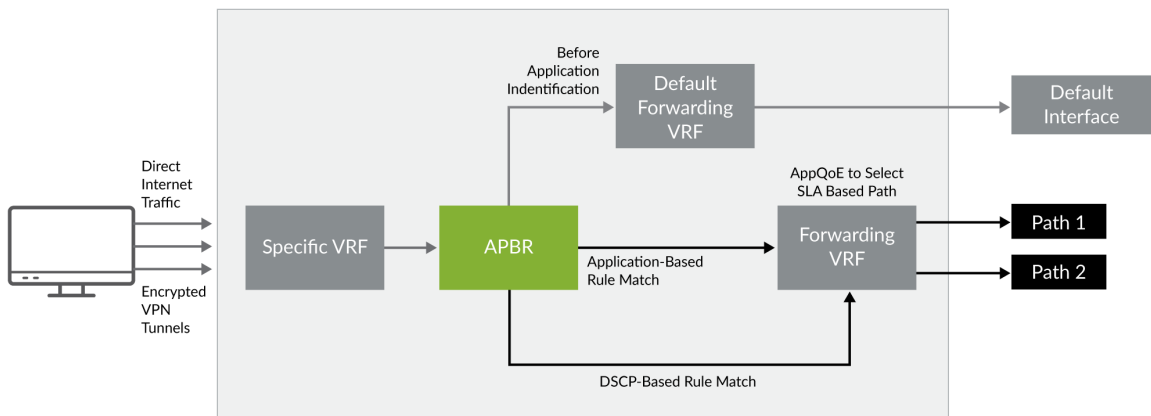 Direct
Internet
Traffic
Encrypted
VPN
Tunnels
Specific VRF
APBR
Before
Application
Indentification
Default
Forwarding
VRF
Default
Interface
Application-Based
Rule Match
DSCP-Based Rule Match
AppQoE to Select
SLA Based Path
Forwarding
VRF
Path 1
Path 2